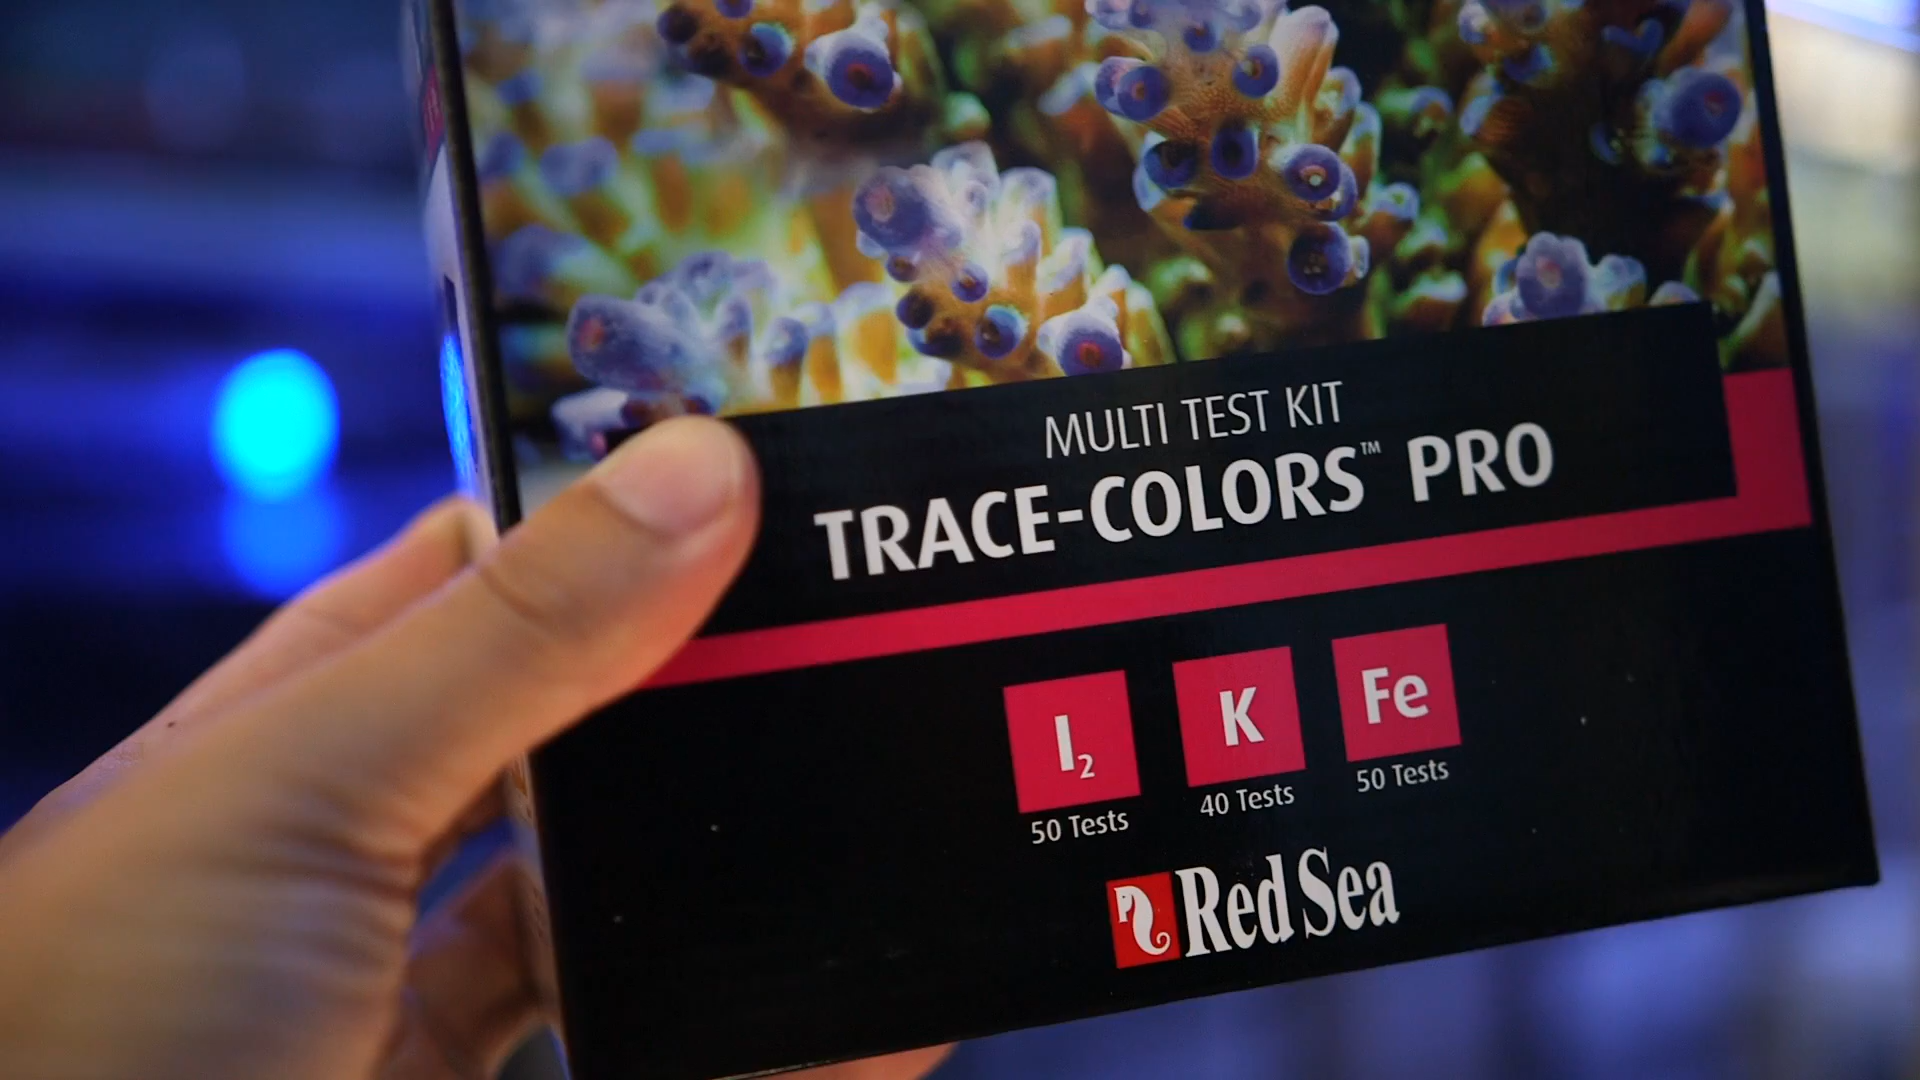 MULTI TEST KIT
TRACE-COLORS™ PRO
I₂ K Fe
50 Tests 40 Tests 50 Tests
Red Sea